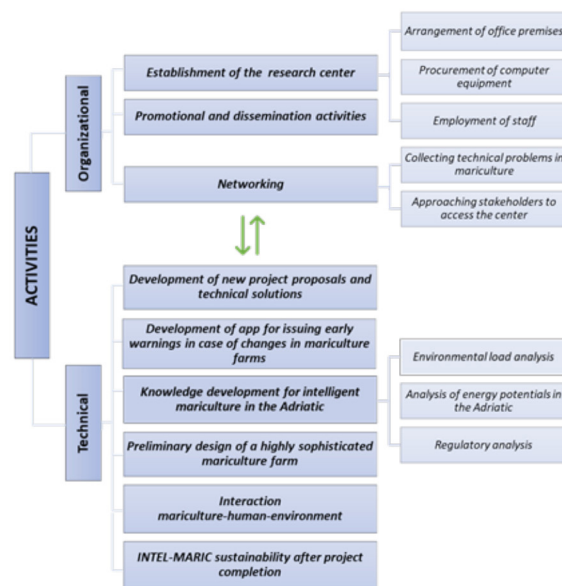 ACTIVITIES
Organizational
Establishment of the research center
Arrangement of office premises
Procurement of computer
equipment
Employment of staff
Promotional and dissemination activities
Networking
Collecting technical problems in
mariculture
Approaching stakeholders to
access the center
Technical
Development of new project proposals and
technical solutions
Development of app for issuing early
warnings in case of changes in mariculture
farms
Knowledge development for intelligent
mariculture in the Adriatic
Environmental load analysis
Analysis of energy potentials in
the Adriatic
Regulatory analysis
Preliminary design of a highly sophisticated
mariculture farm
Interaction
mariculture-human-environment
INTEL-MARIC sustainability after project
completion